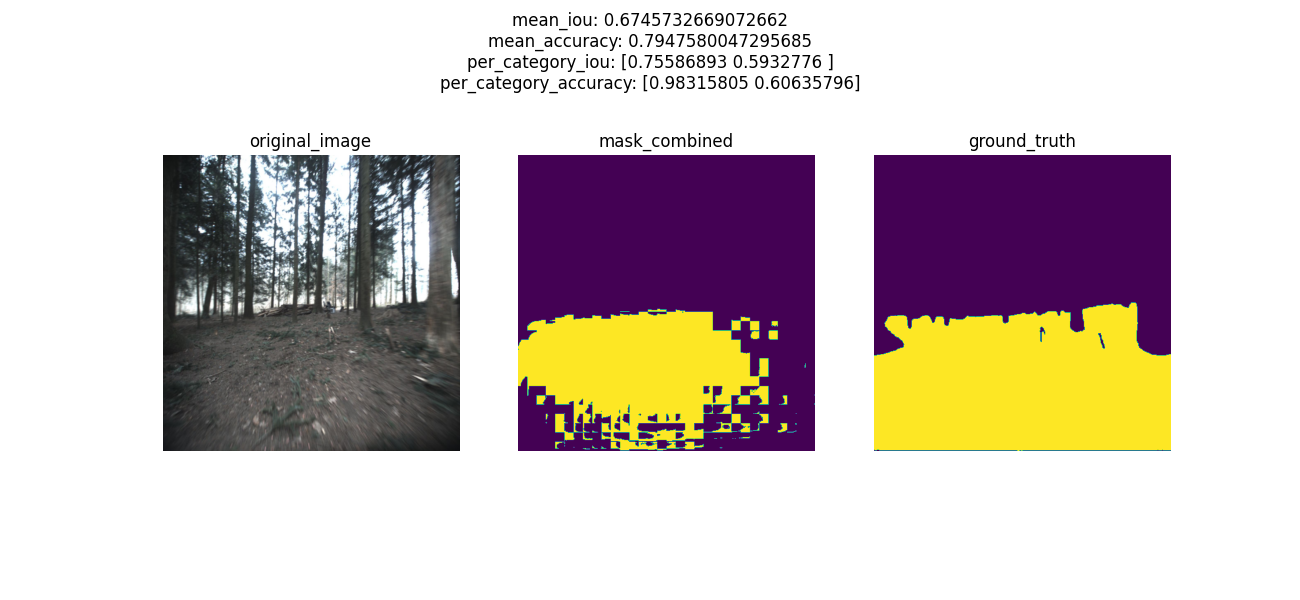 mean_iou: 0.6745732669072662
mean_accuracy: 0.7947580047295685
per_category_iou: [0.75586893 0.5932776 ]
per_category_accuracy: [0.98315805 0.60635796]
original_image
mask_combined
ground_truth